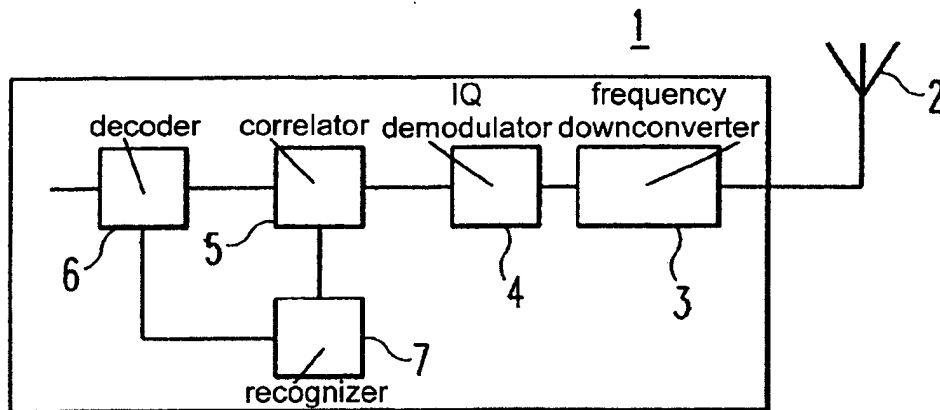 1
2
IQ
frequency
decoder
correlator
demodulator
downconverter
6
5
4
3
7
recognizer